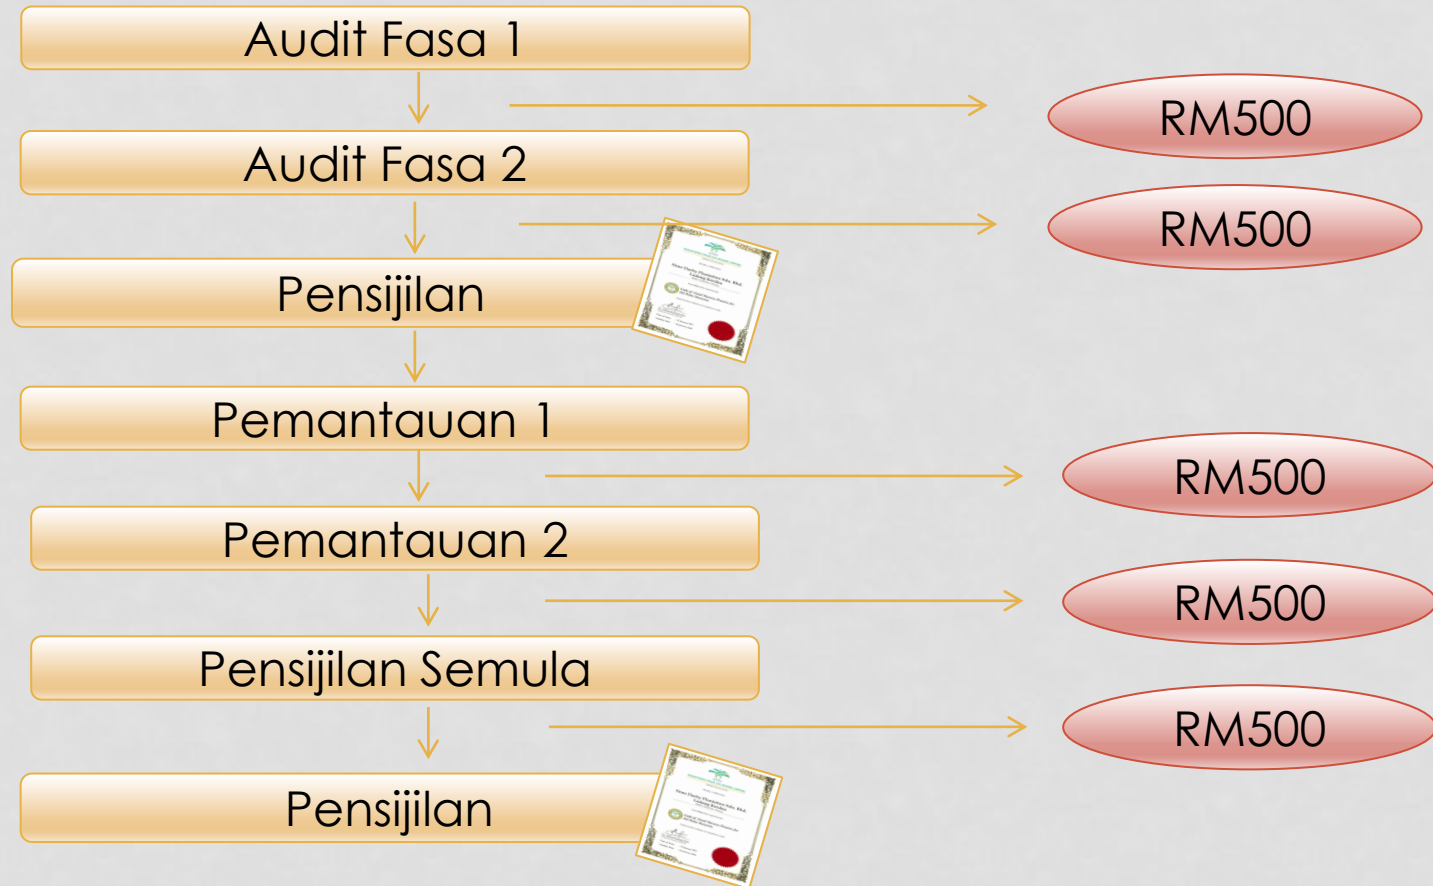 Audit Fasa 1
RM500
Audit Fasa 2
RM500
Pensijilan
Pemantauan 1
RM500
Pemantauan 2
RM500
Pensijilan Semula
RM500
Pensijilan